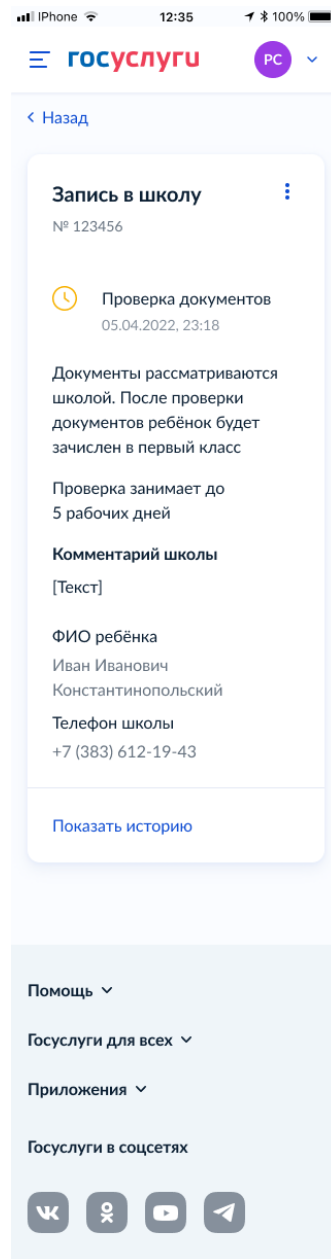 iPhone 12:35 100%
госуслуги РС
Назад
Запись в школу
№ 123456
Проверка документов
05.04.2022, 23:18
Документы рассматриваются
школой. После проверки
документов ребёнок будет
зачислен в первый класс
Проверка занимает до
5 рабочих дней
Комментарий школы
[Текст]
ФИО ребёнка
Иван Иванович
Константинопольский
Телефон школы
+7 (383) 612-19-43
Показать историю
Помощь
Госуслуги для всех
Приложения
Госуслуги в соцсетях